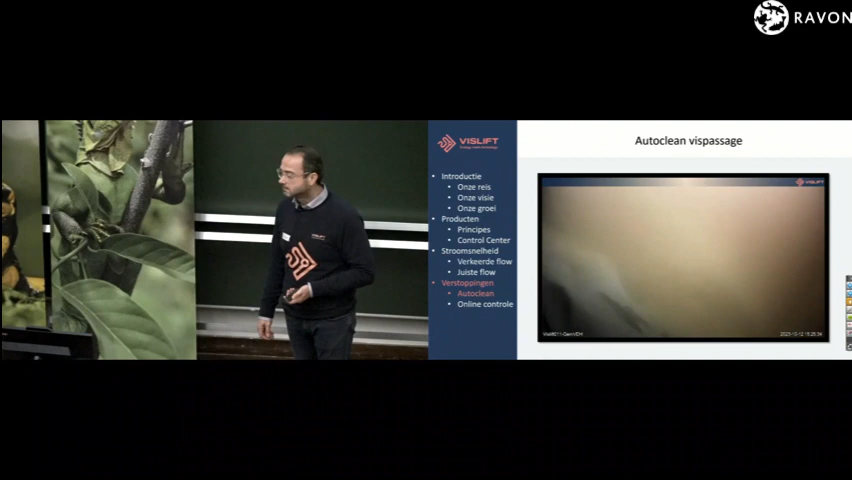 RAVON
VISLIFT
Autoclean vispassage
Introductie
Onze reis
Onze visie
Onze groei
Producten
Principes
Control Center
Stroomsnelheid
Verkeerde flow
Juiste flow
Verstoppingen
Autoclean
Online controle
VISLIFT